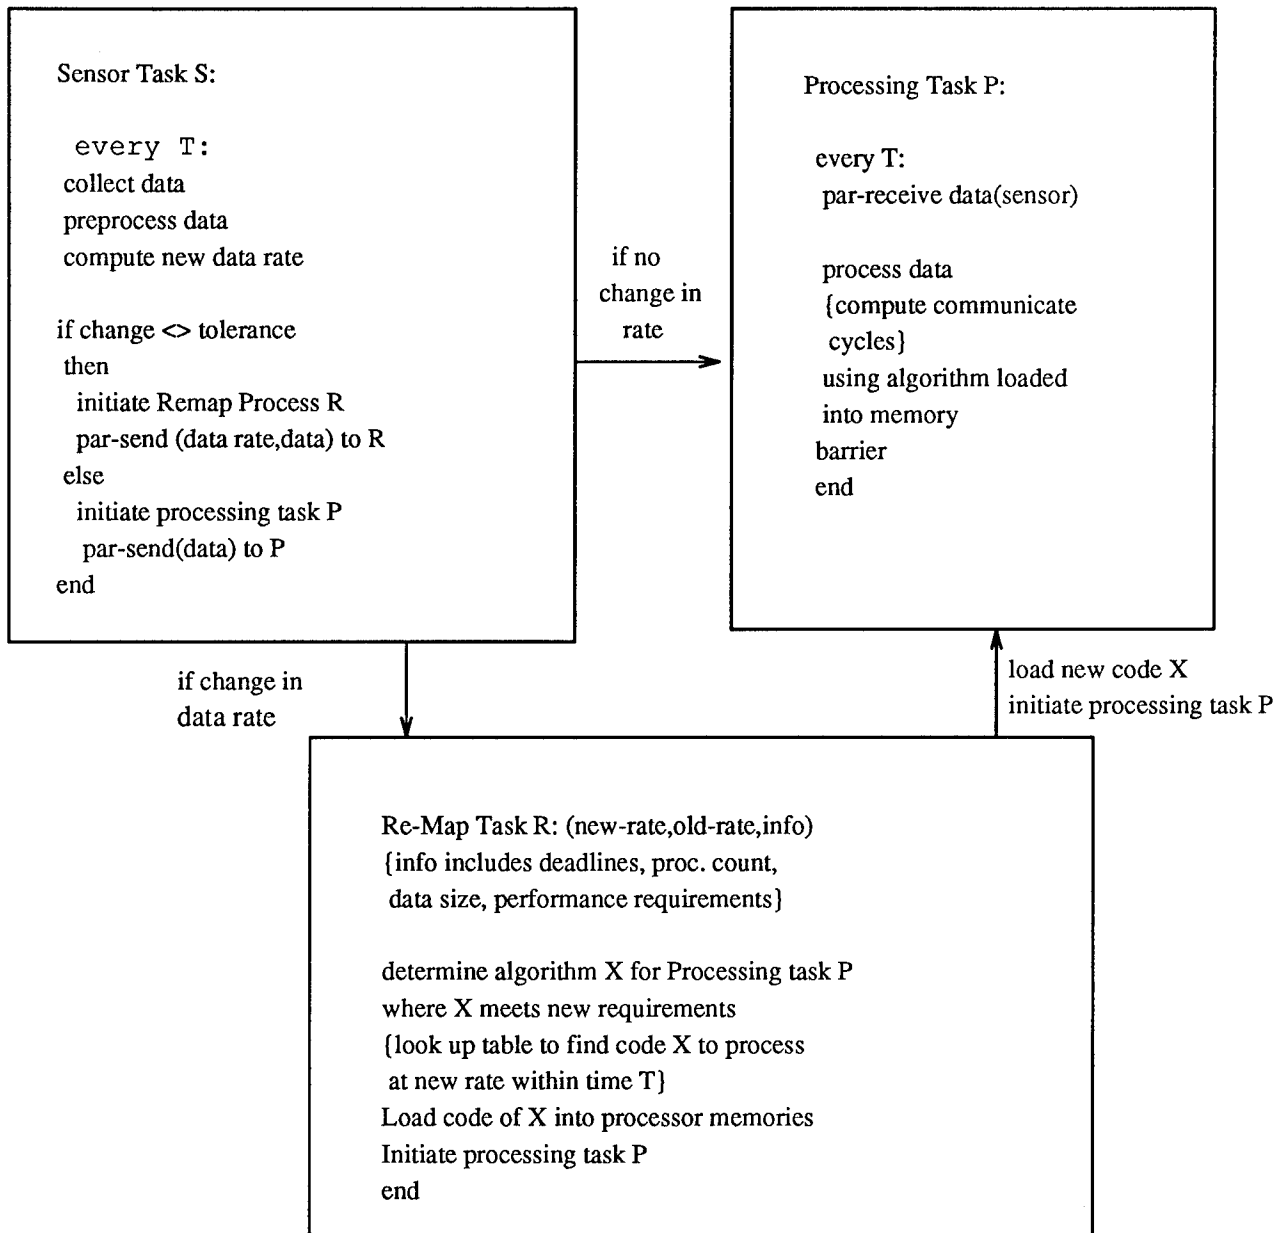 Sensor Task S:
every T:
collect data
preprocess data
compute new data rate
if change <> tolerance
then
initiate Remap Process R
par-send (data rate,data) to R
else
initiate processing task P
par-send(data) to P
end
if no
change in
rate
Processing Task P:
every T:
par-receive data(sensor)
process data
{compute communicate
cycles}
using algorithm loaded
into memory
barrier
end
if change in
data rate
load new code X
initiate processing task P
Re-Map Task R: (new-rate,old-rate,info)
{info includes deadlines, proc. count,
data size, performance requirements}
determine algorithm X for Processing task P
where X meets new requirements
{look up table to find code X to process
at new rate within time T}
Load code of X into processor memories
Initiate processing task P
end